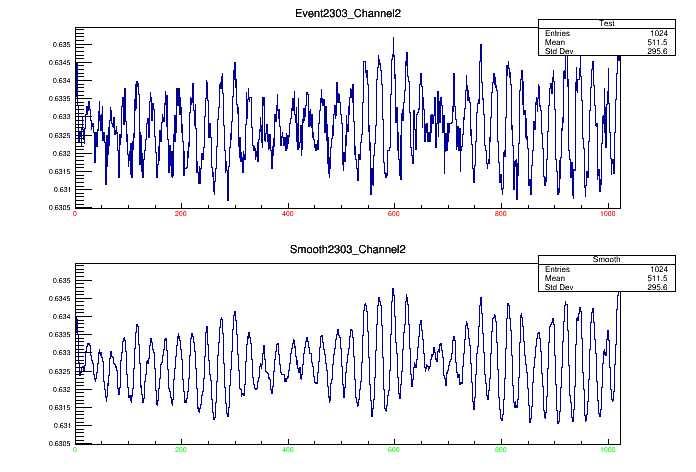 Event2303_Channel2
Test
Entries 1024
Mean 511.5
Std Dev 295.6
0.635
0.6345
0.634
0.6335
0.633
0.6325
0.632
0.6315
0.631
0.6305
0 200 400 600 800 1000
Smooth2303_Channel2
Smooth
Entries 1024
Mean 511.5
Std Dev 295.6
0.635
0.6345
0.634
0.6335
0.633
0.6325
0.632
0.6315
0.631
0.6305
0 200 400 600 800 1000